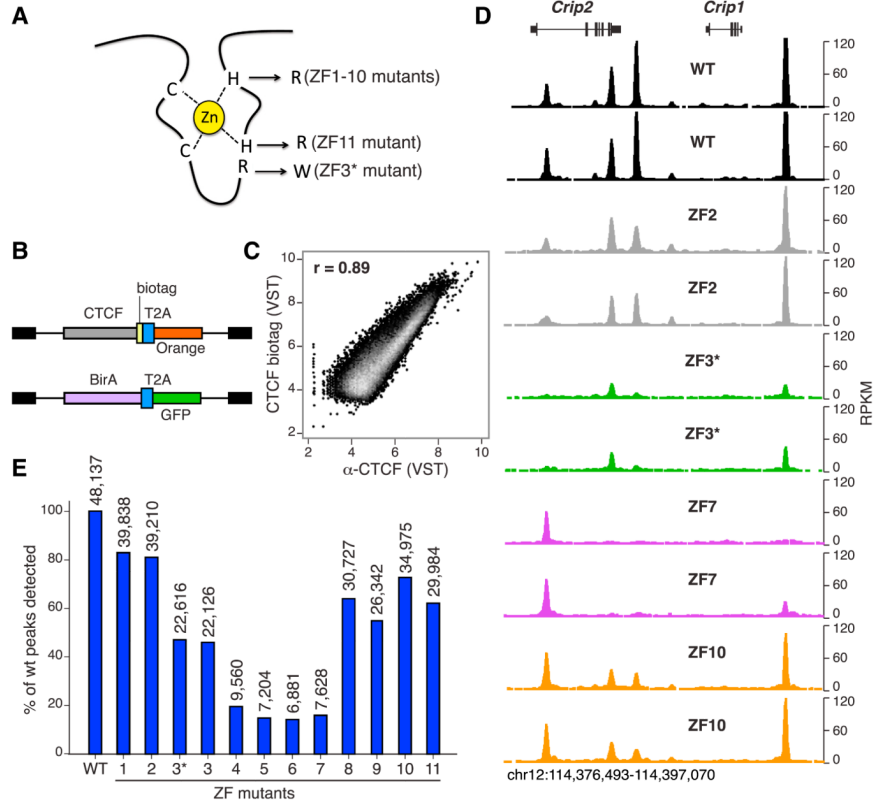 A
C
H
R (ZF1-10 mutants)
Zn
C
H
R (ZF11 mutant)
R
W (ZF3* mutant)
B
biotag
CTCF
T2A
Orange
BirA
T2A
GFP
C
r = 0.89
CTCF biotag (VST)
10
8
6
4
2
2 4 6 8 10
α-CTCF (VST)
D
Crip2 Crip1
WT
120
60
0
WT
120
60
0
ZF2
120
60
0
ZF2
120
60
0
ZF3*
120
60
0
ZF3*
120
60
0
ZF7
120
60
0
ZF7
120
60
0
ZF10
120
60
0
ZF10
120
60
0
RPKM
chr12:114,376,493-114,397,070
E
% of wt peaks detected
100
80
60
40
20
0
48,137
39,838
39,210
22,616
22,126
9,560
7,204
6,881
7,628
30,727
26,342
34,975
29,984
WT 1 2 3* 3 4 5 6 7 8 9 10 11
ZF mutants